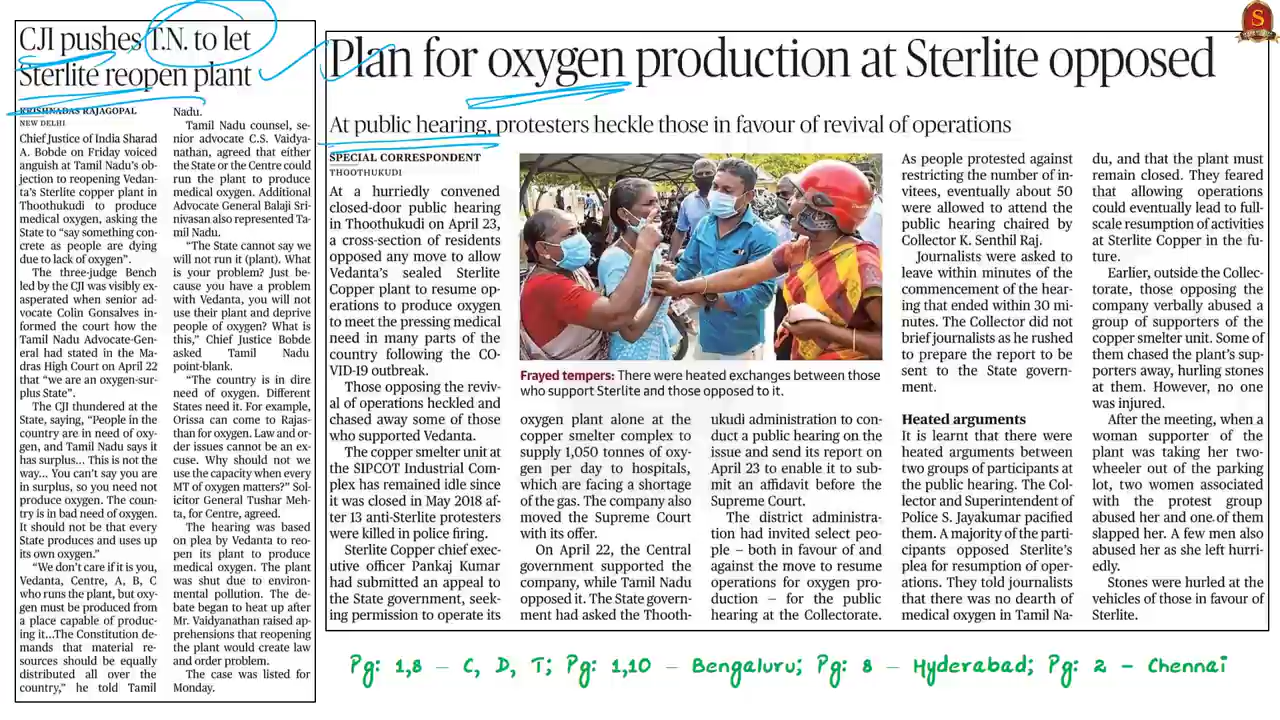 CJI pushes T.N. to let
Sterlite reopen plant
KRISHNADAS RAJAGOPAL
NEW DELHI
Chief Justice of India Sharad
A. Bobde on Friday voiced
anguish at Tamil Nadu's ob-
jection to reopening Vedan-
ta's Sterlite copper plant in
Thoothukudi to produce
medical oxygen, asking the
State to "say something con-
crete as people are dying
due to lack of oxygen".
The three-judge Bench
led by the CJI was visibly ex-
asperated when senior ad-
vocate Colin Gonsalves in-
formed the court how the
Tamil Nadu Advocate-Gen-
eral had stated in the Ma-
dras High Court on April 22
that "we are an oxygen-sur-
plus State".
The CJI thundered at the
State, saying, "People in the
country are in need of oxy-
gen, and Tamil Nadu says it
has surplus... This is not the
way... You can't say you are
in surplus, so you need not
produce oxygen. The coun-
try is in bad need of oxygen.
It should not be that every
State produces and uses up
its own oxygen."
"We don't care if it is you,
Vedanta, Centre, A, B, C
who runs the plant, but oxy-
gen must be produced from
a place capable of produc-
ing it...The Constitution de-
mands that material re-
sources should be equally
distributed all over the
country," he told Tamil
Nadu.
Tamil Nadu counsel, se-
nior advocate C.S. Vaidya-
nathan, agreed that either
the State or the Centre could
run the plant to produce
medical oxygen. Additional
Advocate General Balaji Sri-
nivasan also represented Ta-
mil Nadu.
"The State cannot say we
will not run it (plant). What
is your problem? Just be-
cause you have a problem
with Vedanta, you will not
use their plant and deprive
people of oxygen? What is
this," Chief Justice Bobde
asked Tamil Nadu
point-blank.
"The country is in dire
need of oxygen. Different
States need it. For example,
Orissa can come to Rajas-
than for oxygen. Law and or-
der issues cannot be an ex-
cuse. Why should not we
use the capacity when every
MT of oxygen matters?" Sol-
icitor General Tushar Meh-
ta, for Centre, agreed.
The hearing was based
on plea by Vedanta to reo-
pen its plant to produce
medical oxygen. The plant
was shut due to environ-
mental pollution. The de-
bate began to heat up after
Mr. Vaidyanathan raised ap-
prehensions that reopening
the plant would create law
and order problem.
The case was listed for
Monday.
Plan for oxygen production at Sterlite opposed
At public hearing, protesters heckle those in favour of revival of operations
SPECIAL CORRESPONDENT
THOOTHUKUDI
At a hurriedly convened
closed-door public hearing
in Thoothukudi on April 23,
a cross-section of residents
opposed any move to allow
Vedanta's sealed Sterlite
Copper plant to resume op-
erations to produce oxygen
to meet the pressing medical
need in many parts of the
country following the CO-
VID-19 outbreak.
Those opposing the reviv-
al of operations heckled and
chased away some of those
who supported Vedanta.
The copper smelter unit at
the SIPCOT Industrial Com-
plex has remained idle since
it was closed in May 2018 af-
ter 13 anti-Sterlite protesters
were killed in police firing.
Sterlite Copper chief exec-
utive officer Pankaj Kumar
had submitted an appeal to
the State government, seek-
ing permission to operate its
Frayed tempers: There were heated exchanges between those
who support Sterlite and those opposed to it.
oxygen plant alone at the
copper smelter complex to
supply 1,050 tonnes of oxy-
gen per day to hospitals,
which are facing a shortage
of the gas. The company also
moved the Supreme Court
with its offer.
On April 22, the Central
government supported the
company, while Tamil Nadu
opposed it. The State govern-
ment had asked the Thooth-
ukudi administration to con-
duct a public hearing on the
issue and send its report on
April 23 to enable it to sub-
mit an affidavit before the
Supreme Court.
The district administra-
tion had invited select peo-
ple – both in favour of and
against the move to resume
operations for oxygen pro-
duction – for the public
hearing at the Collectorate.
As people protested against
restricting the number of in-
vitees, eventually about 50
were allowed to attend the
public hearing chaired by
Collector K. Senthil Raj.
Journalists were asked to
leave within minutes of the
commencement of the hear-
ing that ended within 30 mi-
nutes. The Collector did not
brief journalists as he rushed
to prepare the report to be
sent to the State govern-
ment.
Heated arguments
It is learnt that there were
heated arguments between
two groups of participants at
the public hearing. The Col-
lector and Superintendent of
Police S. Jayakumar pacified
them. A majority of the parti-
cipants opposed Sterlite's
plea for resumption of oper-
ations. They told journalists
that there was no dearth of
medical oxygen in Tamil Na-
du, and that the plant must
remain closed. They feared
that allowing operations
could eventually lead to full-
scale resumption of activities
at Sterlite Copper in the fu-
ture.
Earlier, outside the Collec-
torate, those opposing the
company verbally abused a
group of supporters of the
copper smelter unit. Some of
them chased the plant's sup-
porters away, hurling stones
at them. However, no one
was injured.
After the meeting, when a
woman supporter of the
plant was taking her two-
wheeler out of the parking
lot, two women associated
with the protest group
abused her and one of them
slapped her. A few men also
abused her as she left hurri-
edly.
Stones were hurled at the
vehicles of those in favour of
Sterlite.
Pg: 1,8 – C, D, T; Pg: 1,10 – Bengaluru; Pg: 8 – Hyderabad; Pg: 2 – Chennai
S